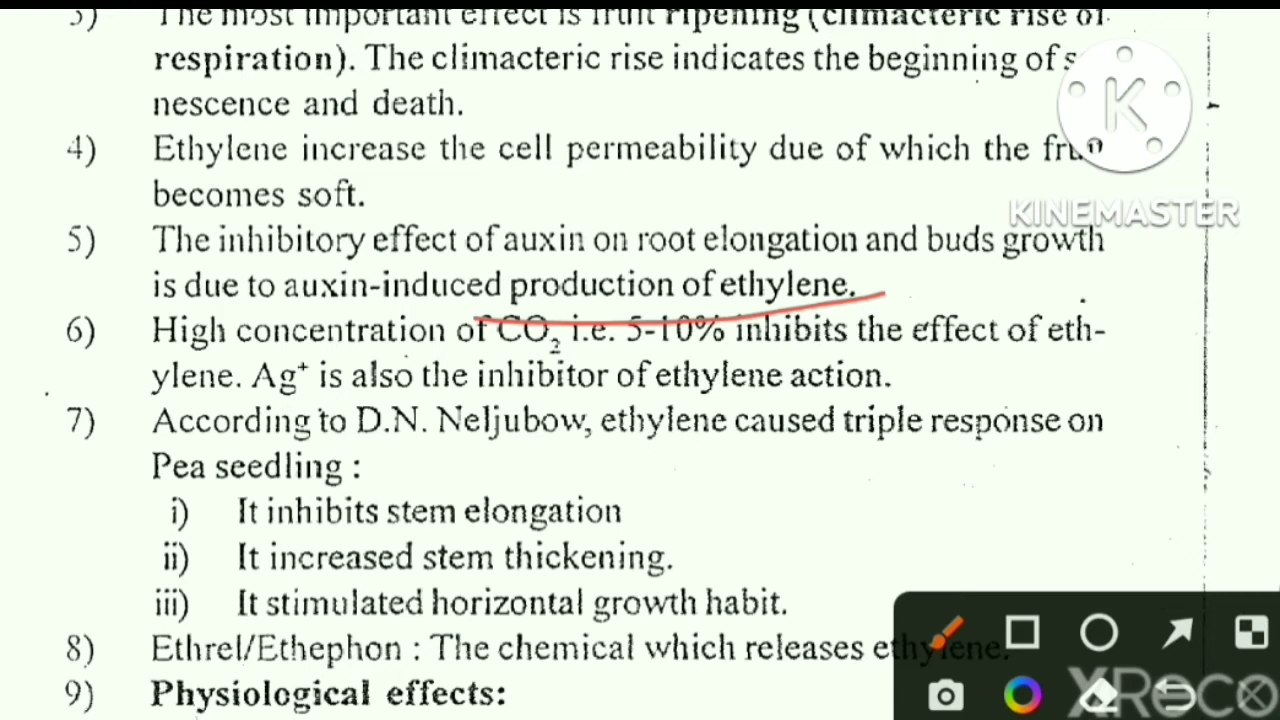 3) The most important effect is fruit ripening (climacteric rise of
respiration). The climacteric rise indicates the beginning of s
nescence and death.
4) Ethylene increase the cell permeability due of which the fruit
becomes soft.
KINEMASTER
5) The inhibitory effect of auxin on root elongation and buds growth
is due to auxin-induced production of ethylene.
6) High concentration of CO₂ i.e. 5-10% inhibits the effect of eth-
ylene. Ag⁺ is also the inhibitor of ethylene action.
7) According to D.N. Neljubow, ethylene caused triple response on
Pea seedling :
i) It inhibits stem elongation
ii) It increased stem thickening.
iii) It stimulated horizontal growth habit.
8) Ethrel/Ethephon : The chemical which releases ethylene.
9) Physiological effects:
XReco